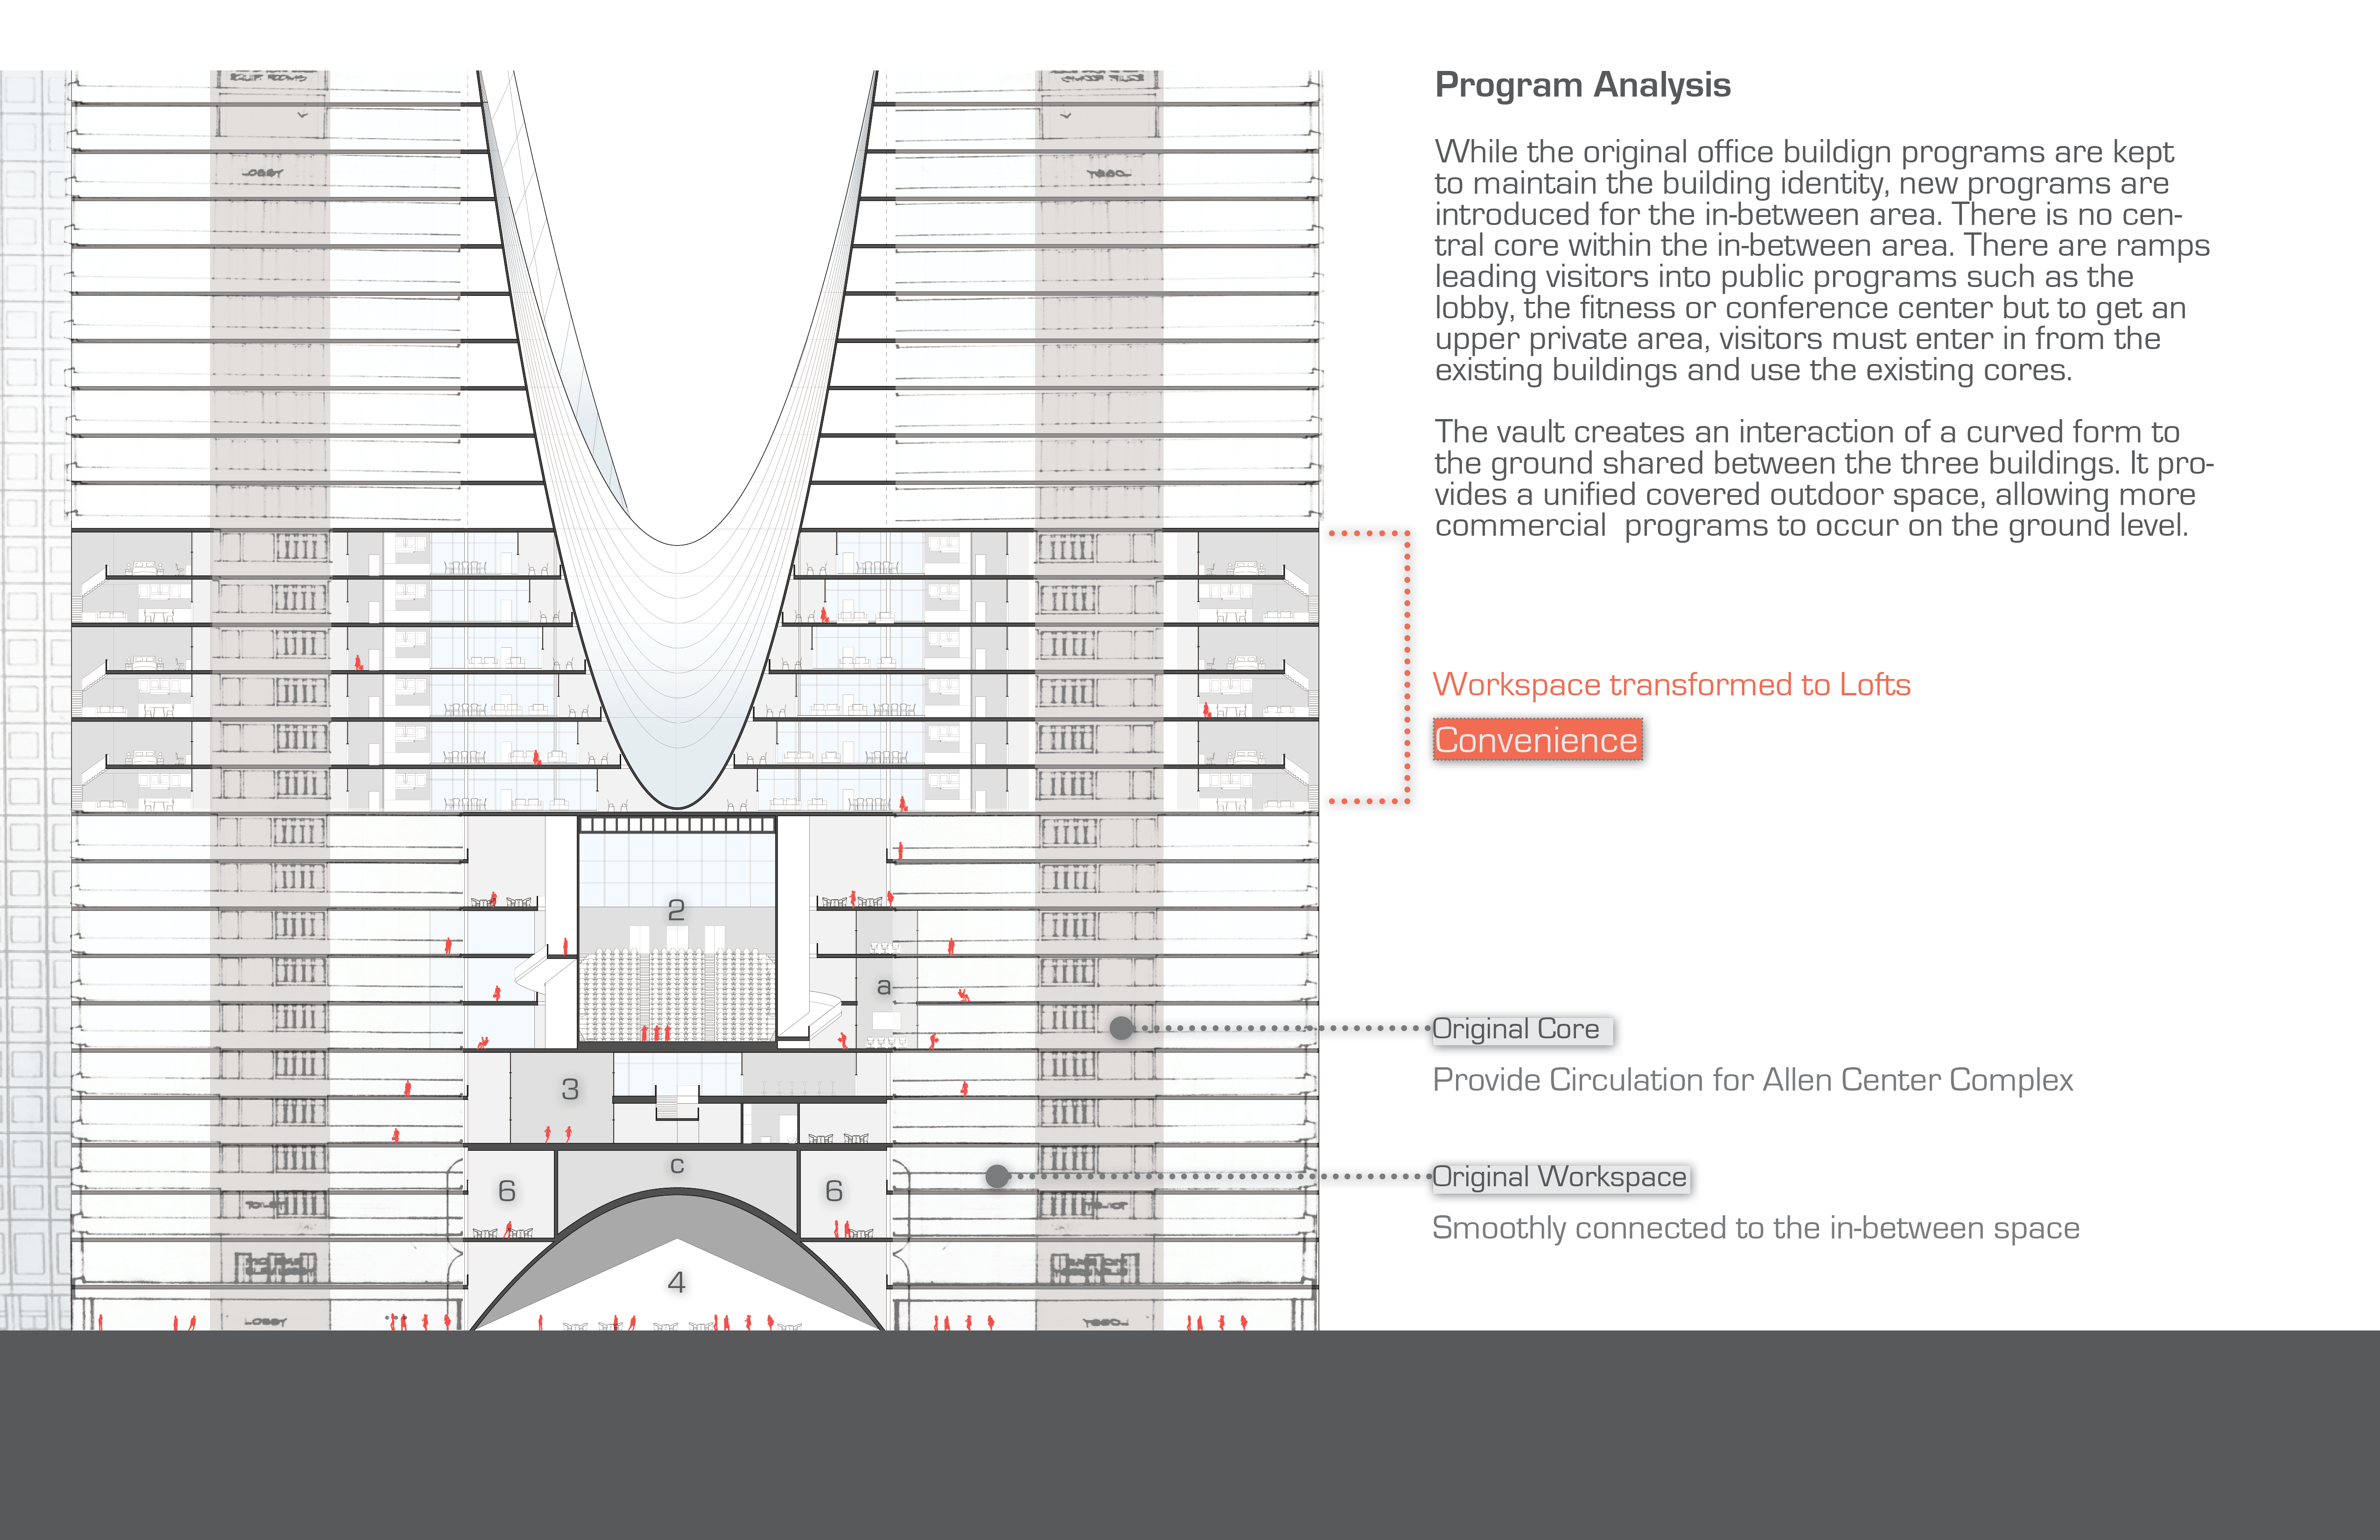 Program Analysis
While the original office buildign programs are kept
to maintain the building identity, new programs are
introduced for the in-between area. There is no cen-
tral core within the in-between area. There are ramps
leading visitors into public programs such as the
lobby, the fitness or conference center but to get an
upper private area, visitors must enter in from the
existing buildings and use the existing cores.
The vault creates an interaction of a curved form to
the ground shared between the three buildings. It pro-
vides a unified covered outdoor space, allowing more
commercial  programs to occur on the ground level.
Workspace transformed to Lofts
Convenience
Original Core
Provide Circulation for Allen Center Complex
Original Workspace
Smoothly connected to the in-between space
LOBBY
2
a
3
c
6
6
TOILET
4
LOBBY